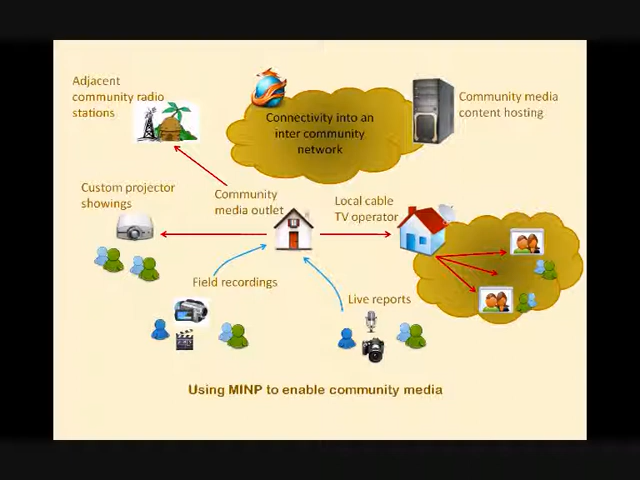 Adjacent
community radio
stations
Connectivity into an
inter community
network
Community media
content hosting
Custom projector
showings
Community
media outlet
Local cable
TV operator
Field recordings
Live reports
Using MINP to enable community media